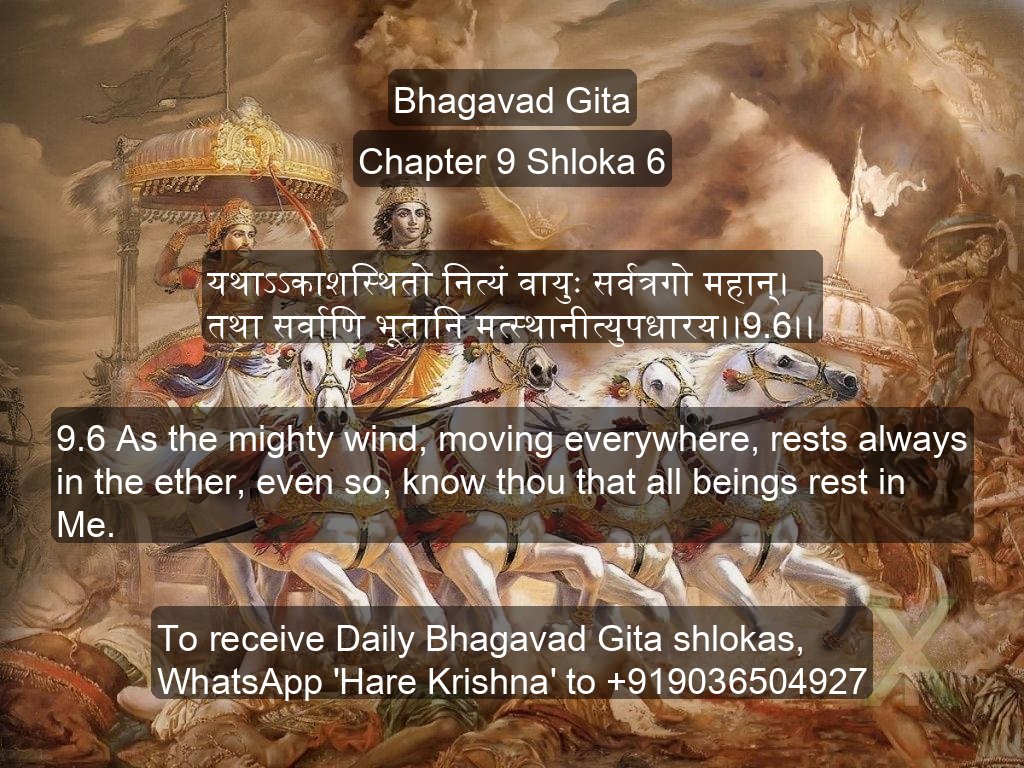 Bhagavad Gita
Chapter 9 Shloka 6
यथाऽऽकाशस्थितो नित्यं वायुः सर्वत्रगो महान्।
तथा सर्वाणि भूतानि मत्स्थानीत्युपधारय।।9.6।।
9.6 As the mighty wind, moving everywhere, rests always
in the ether, even so, know thou that all beings rest in
Me.
To receive Daily Bhagavad Gita shlokas,
WhatsApp 'Hare Krishna' to +919036504927